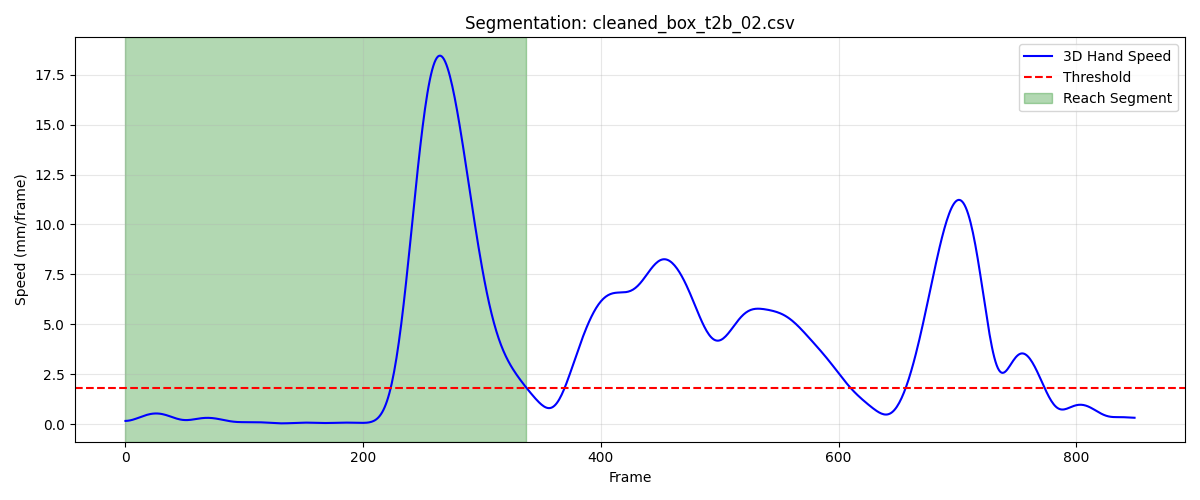 Segmentation: cleaned_box_t2b_02.csv
3D Hand Speed
Threshold
Reach Segment
Speed (mm/frame)
17.5
15.0
12.5
10.0
7.5
5.0
2.5
0.0
0 200 400 600 800
Frame